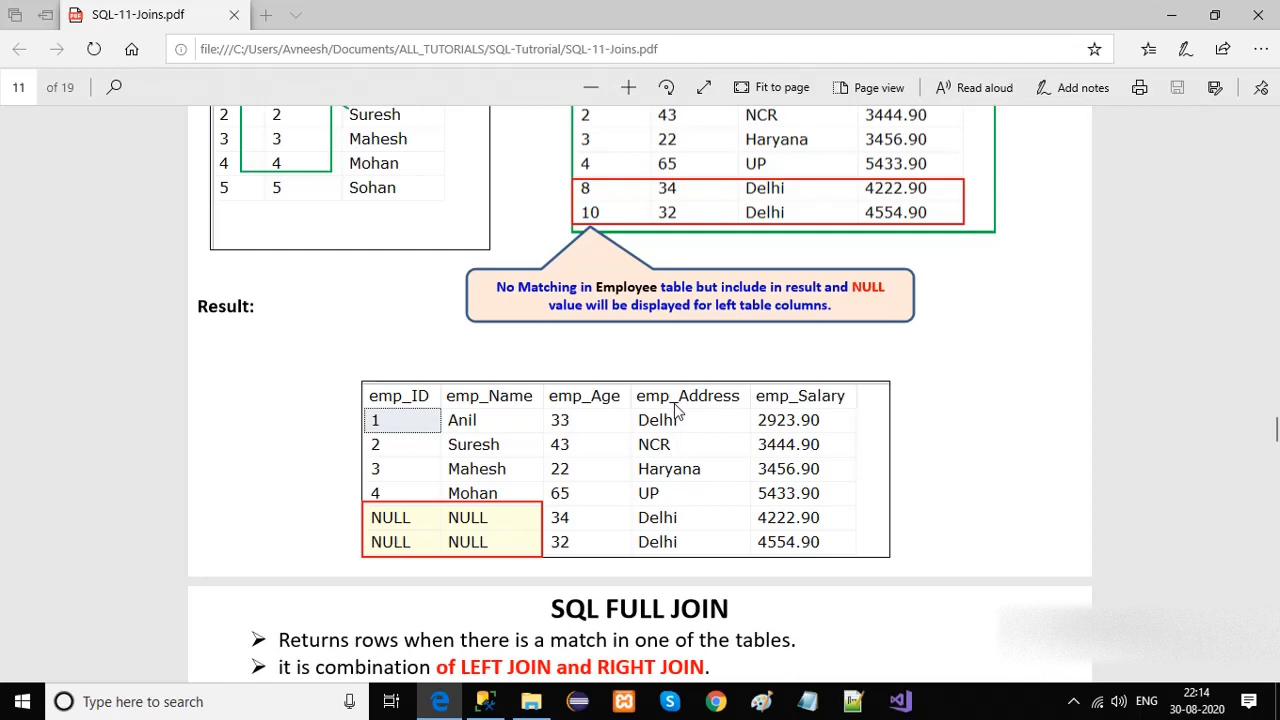 SQL-11-Joins.pdf
file:///C:/Users/Avneesh/Documents/ALL_TUTORIALS/SQL-Tutrorial/SQL-11-Joins.pdf
11 of 19
Fit to page
Page view
Read aloud
Add notes
2 2 Suresh
3 3 Mahesh
4 4 Mohan
5 5 Sohan
2 43 NCR 3444.90
3 22 Haryana 3456.90
4 65 UP 5433.90
8 34 Delhi 4222.90
10 32 Delhi 4554.90
No Matching in Employee table but include in result and NULL
value will be displayed for left table columns.
Result:
emp_ID emp_Name emp_Age emp_Address emp_Salary
1 Anil 33 Delhi 2923.90
2 Suresh 43 NCR 3444.90
3 Mahesh 22 Haryana 3456.90
4 Mohan 65 UP 5433.90
NULL NULL 34 Delhi 4222.90
NULL NULL 32 Delhi 4554.90
SQL FULL JOIN
➢ Returns rows when there is a match in one of the tables.
➢ it is combination of LEFT JOIN and RIGHT JOIN.
Type here to search
ENG
22:14
30-08-2020